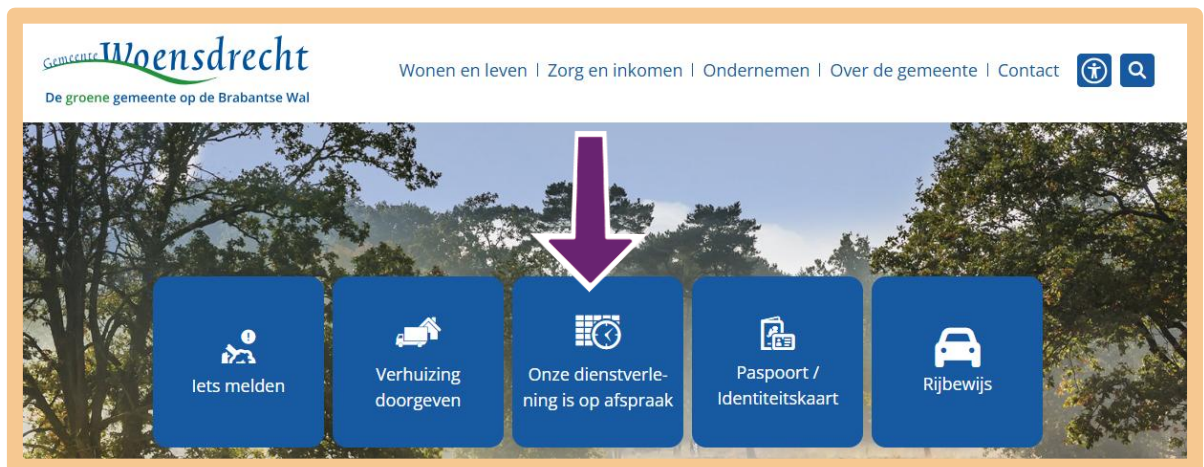 Gemeente Woensdrecht
De groene gemeente op de Brabantse Wal
Wonen en leven | Zorg en inkomen | Ondernemen | Over de gemeente | Contact
Iets melden
Verhuizing
doorgeven
Onze dienstverle-
ning is op afspraak
Paspoort /
Identiteitskaart
Rijbewijs